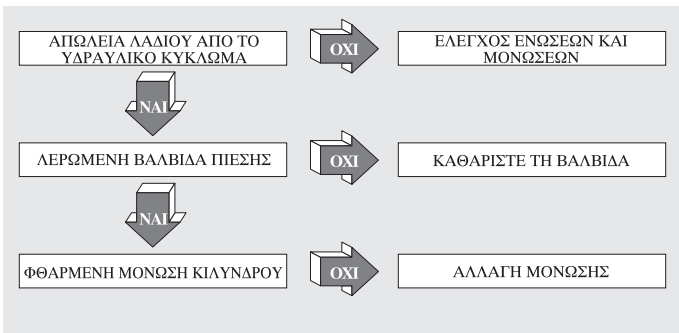 ΑΠΩΛΕΙΑ ΛΑΔΙΟΥ ΑΠΟ ΤΟ
ΥΔΡΑΥΛΙΚΟ ΚΥΚΛΩΜΑ
ΟΧΙ
ΕΛΕΓΧΟΣ ΕΝΩΣΕΩΝ ΚΑΙ
ΜΟΝΩΣΕΩΝ
ΝΑΙ
ΛΕΡΩΜΕΝΗ ΒΑΛΒΙΔΑ ΠΙΕΣΗΣ
ΟΧΙ
ΚΑΘΑΡΙΣΤΕ ΤΗ ΒΑΛΒΙΔΑ
ΝΑΙ
ΦΘΑΡΜΕΝΗ ΜΟΝΩΣΗ ΚΙΛΥΝΔΡΟΥ
ΟΧΙ
ΑΛΛΑΓΗ ΜΟΝΩΣΗΣ